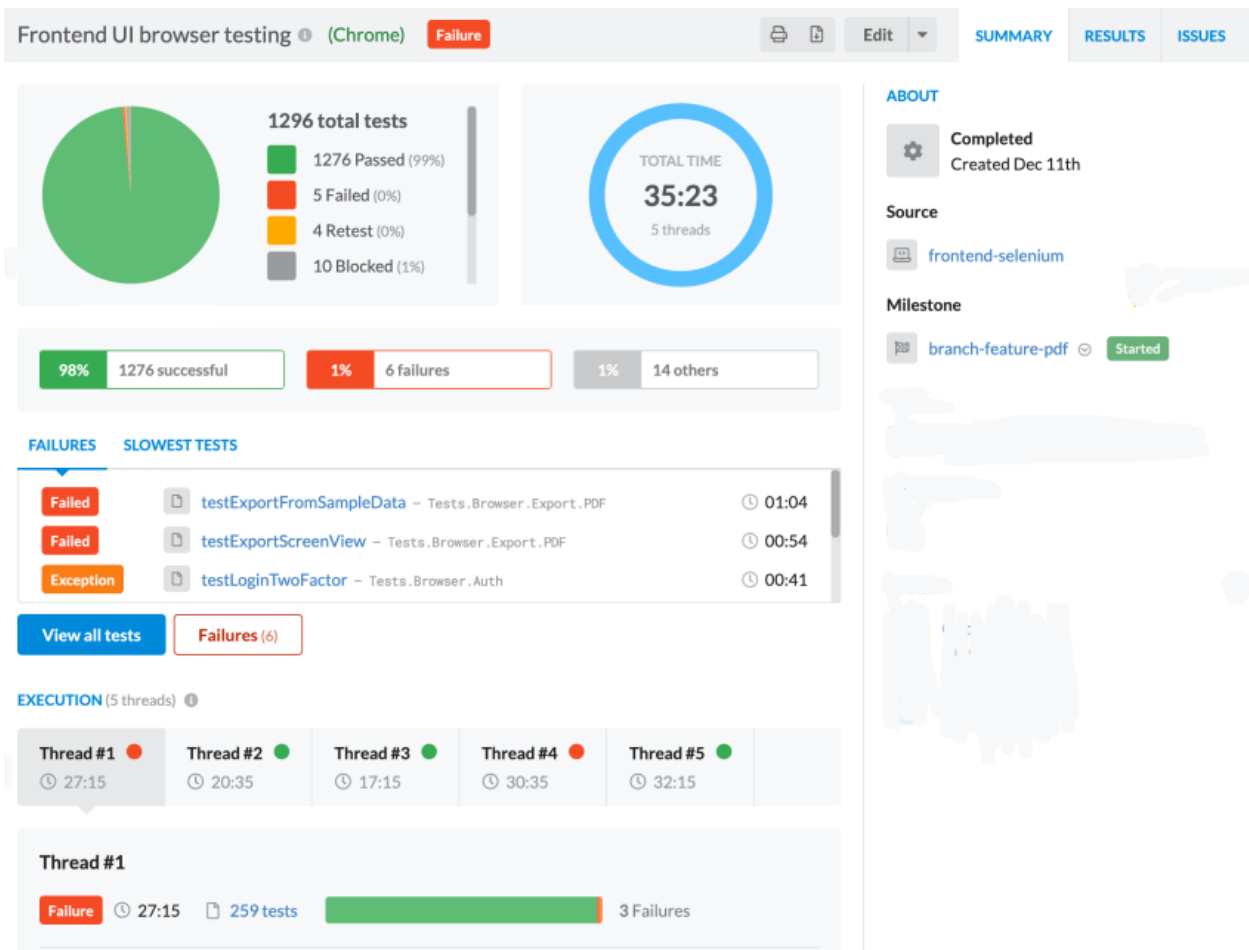 Frontend UI browser testing (Chrome) Failure Edit SUMMARY RESULTS ISSUES
1296 total tests
1276 Passed (99%)
5 Failed (0%)
4 Retest (0%)
10 Blocked (1%)
TOTAL TIME
35:23
5 threads
98% 1276 successful 1% 6 failures 1% 14 others
FAILURES SLOWEST TESTS
Failed testExportFromSampleData – Tests.Browser.Export.PDF 01:04
Failed testExportScreenView – Tests.Browser.Export.PDF 00:54
Exception testLoginTwoFactor – Tests.Browser.Auth 00:41
View all tests Failures (6)
EXECUTION (5 threads)
Thread #1 Thread #2 Thread #3 Thread #4 Thread #5
27:15 20:35 17:15 30:35 32:15
Thread #1
Failure 27:15 259 tests 3 Failures
ABOUT
Completed
Created Dec 11th
Source
frontend-selenium
Milestone
branch-feature-pdf Started